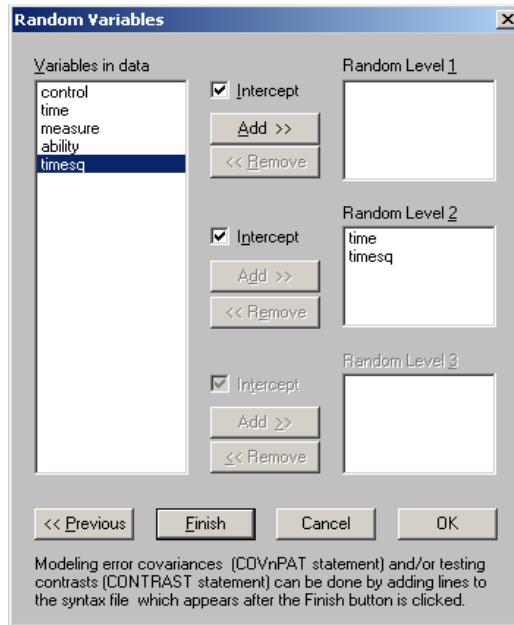 Random Variables
Variables in data
control
time
measure
ability
timesq
Intercept
Add >>
<< Remove
Random Level 1
Intercept
Add >>
<< Remove
Random Level 2
time
timesq
Intercept
Add >>
<< Remove
Random Level 3
<< Previous
Finish
Cancel
OK
Modeling error covariances (COVnPAT statement) and/or testing
contrasts (CONTRAST statement) can be done by adding lines to
the syntax file which appears after the Finish button is clicked.